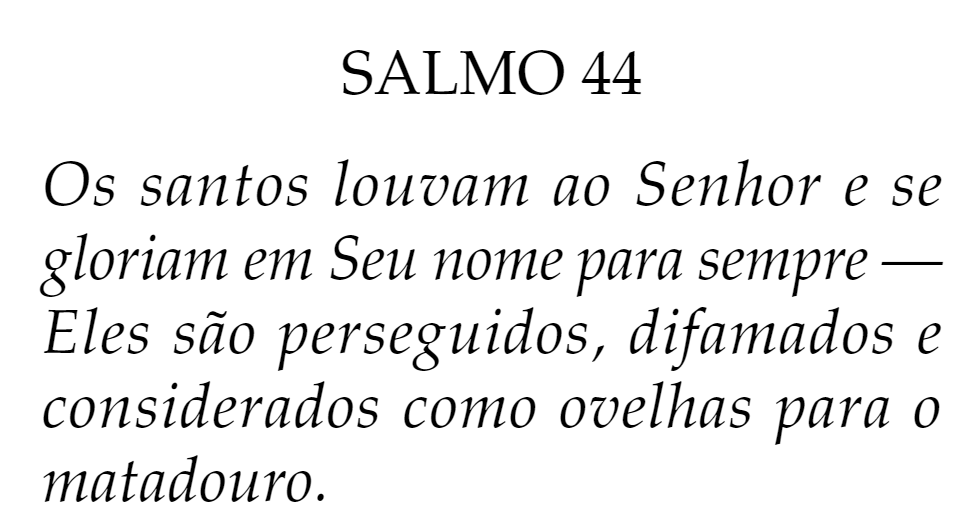 SALMO 44
Os santos louvam ao Senhor e se
gloriam em Seu nome para sempre —
Eles são perseguidos, difamados e
considerados como ovelhas para o
matadouro.